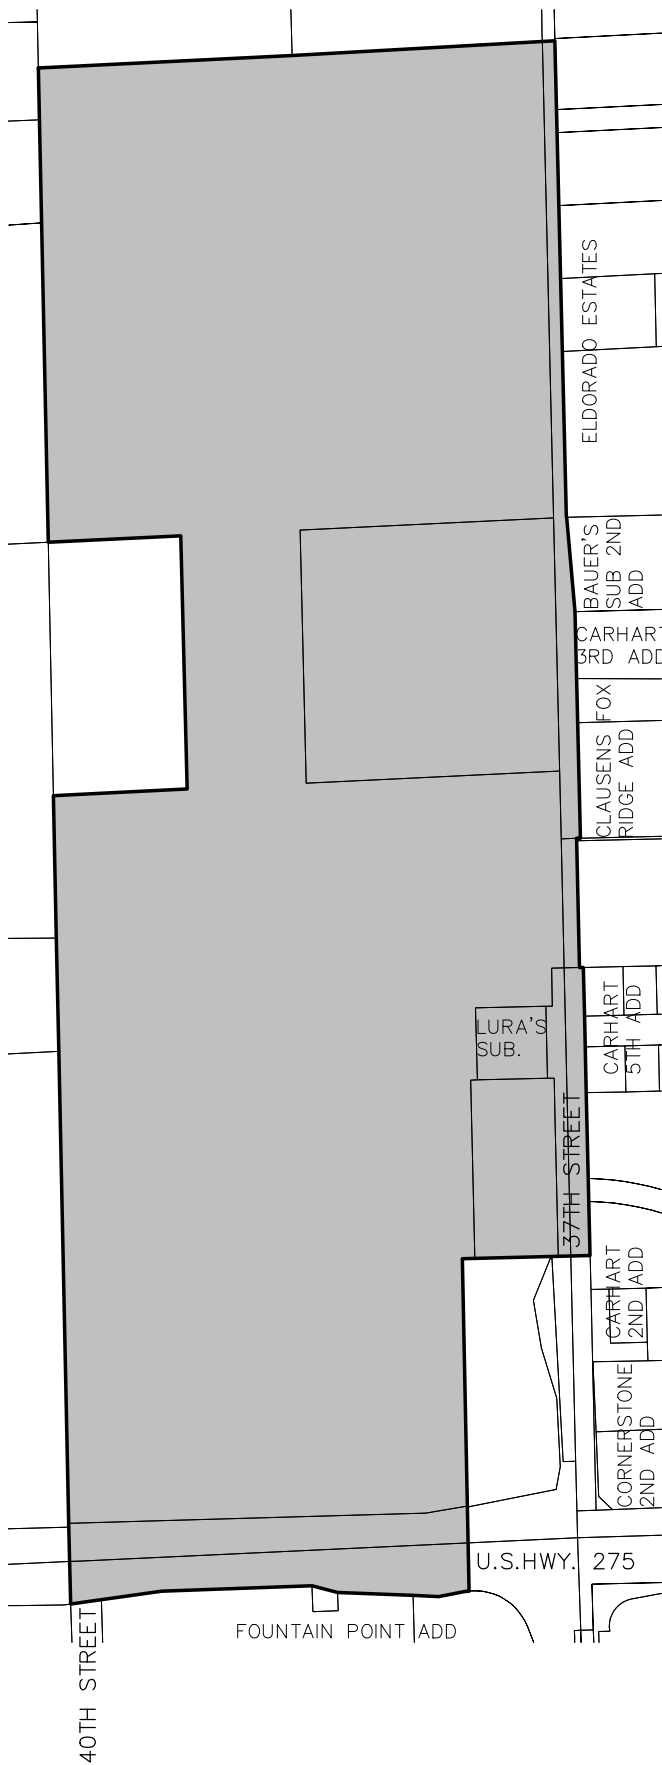 ELDORADO ESTATES
BAUER'S
SUB 2ND
ADD
CARHART
3RD ADD
CLAUSENS FOX
RIDGE ADD
LURA'S
SUB.
CARHART
5TH ADD
37TH STREET
CARHART
2ND ADD
CORNERSTONE
2ND ADD
U.S.HWY. 275
FOUNTAIN POINT ADD
40TH STREET